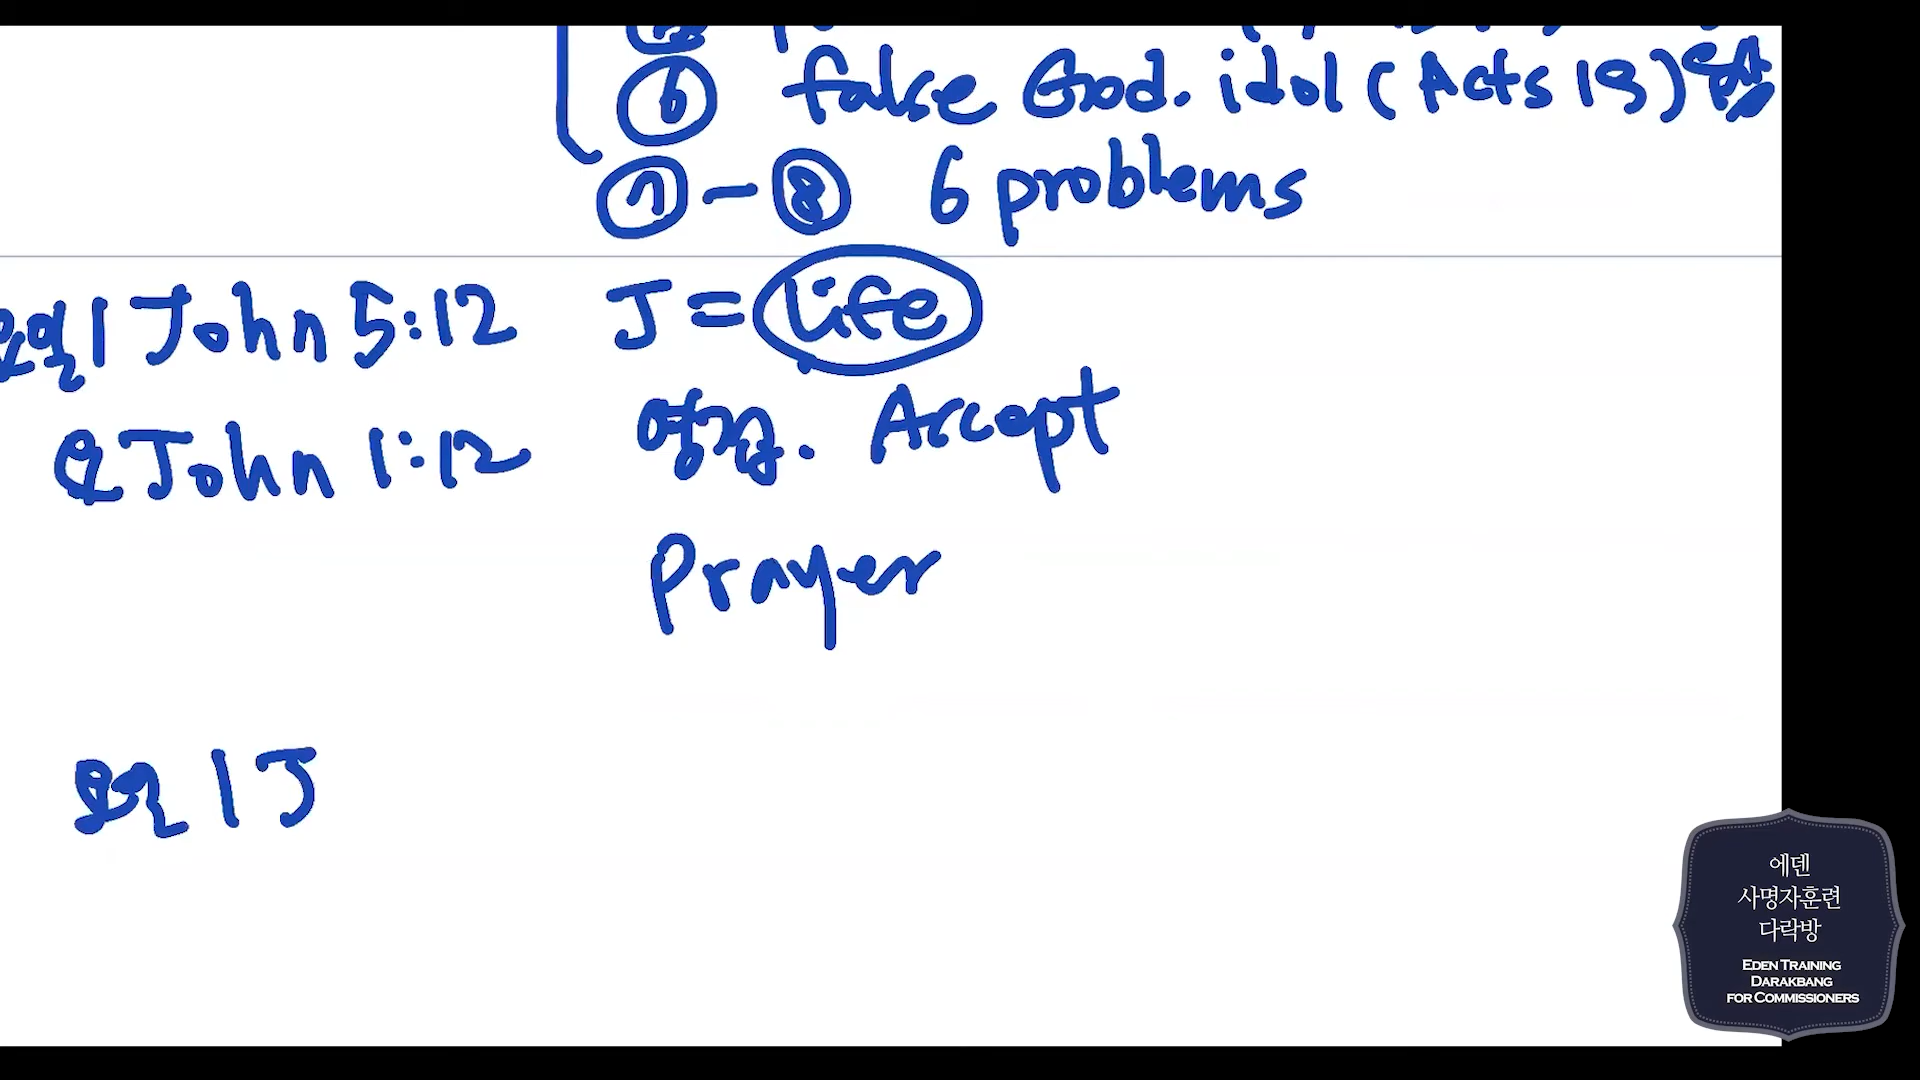 ⑥ false God. idol (Acts 19)
⑦ - ⑧ 6 problems
요일 1 John 5:12 J = Life
요 John 1:12 영접. Accept
Prayer
요일 1 J
에덴
사명자훈련
다락방
EDEN TRAINING
DARAKBANG
FOR COMMISSIONERS